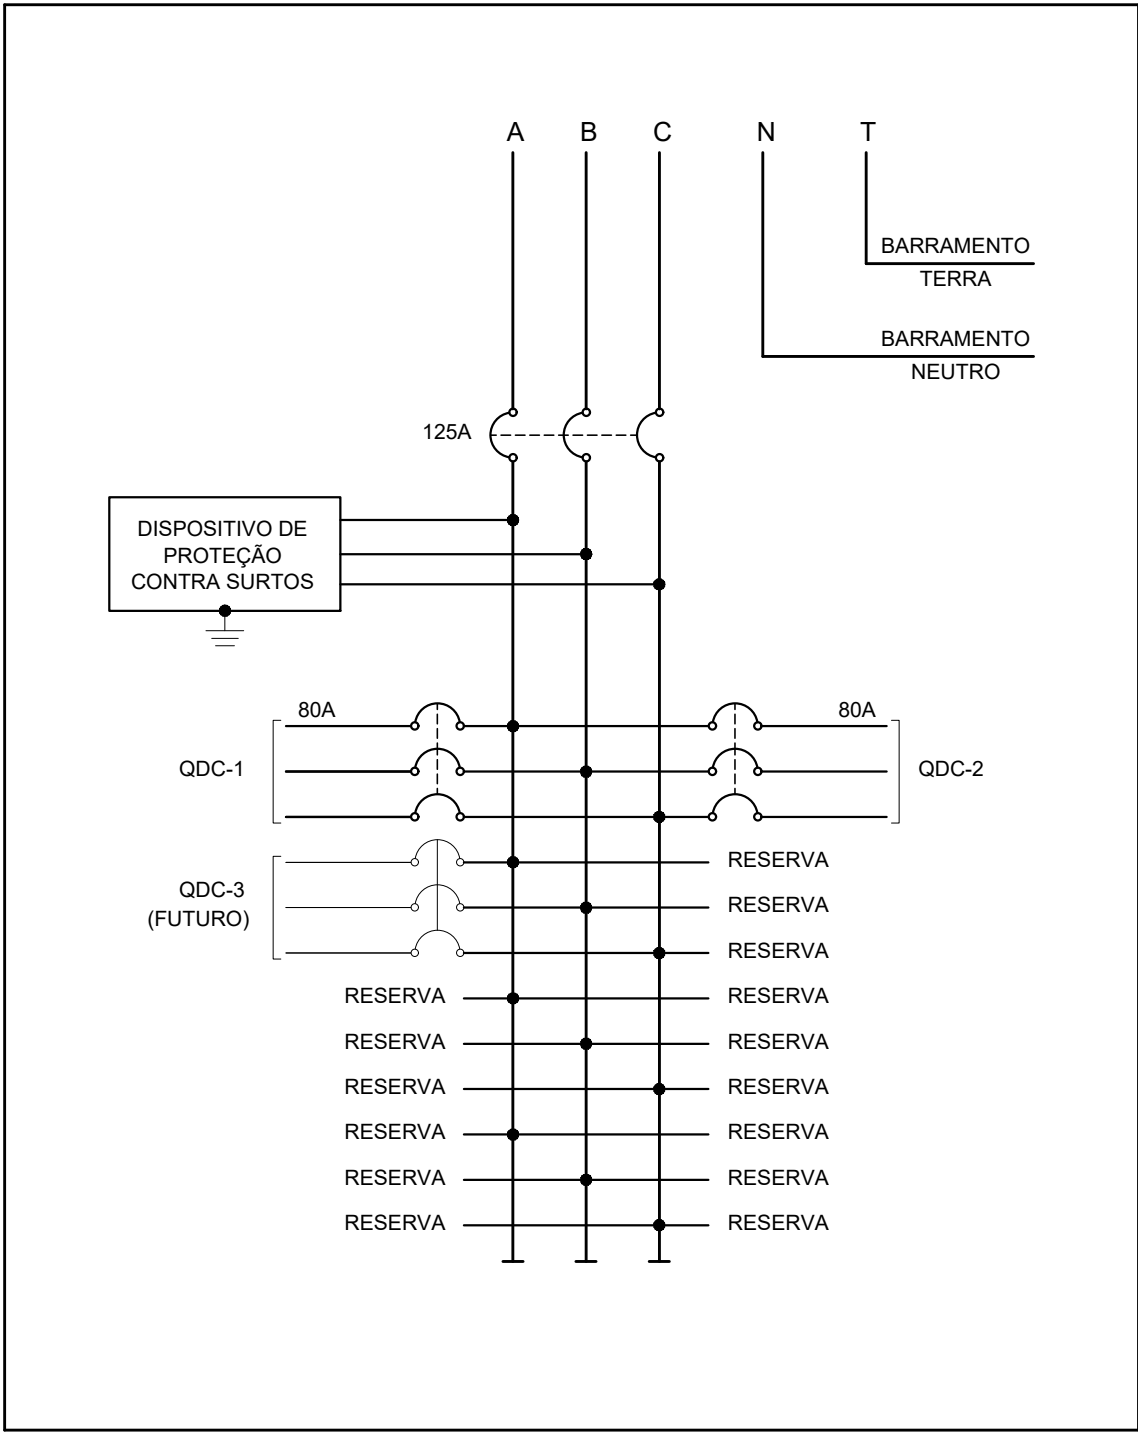 A B C N T
BARRAMENTO
TERRA
BARRAMENTO
NEUTRO
125A
DISPOSITIVO DE
PROTEÇÃO
CONTRA SURTOS
80A 80A
QDC-1 QDC-2
RESERVA
QDC-3
(FUTURO)
RESERVA
RESERVA
RESERVA RESERVA
RESERVA RESERVA
RESERVA RESERVA
RESERVA RESERVA
RESERVA RESERVA
RESERVA RESERVA